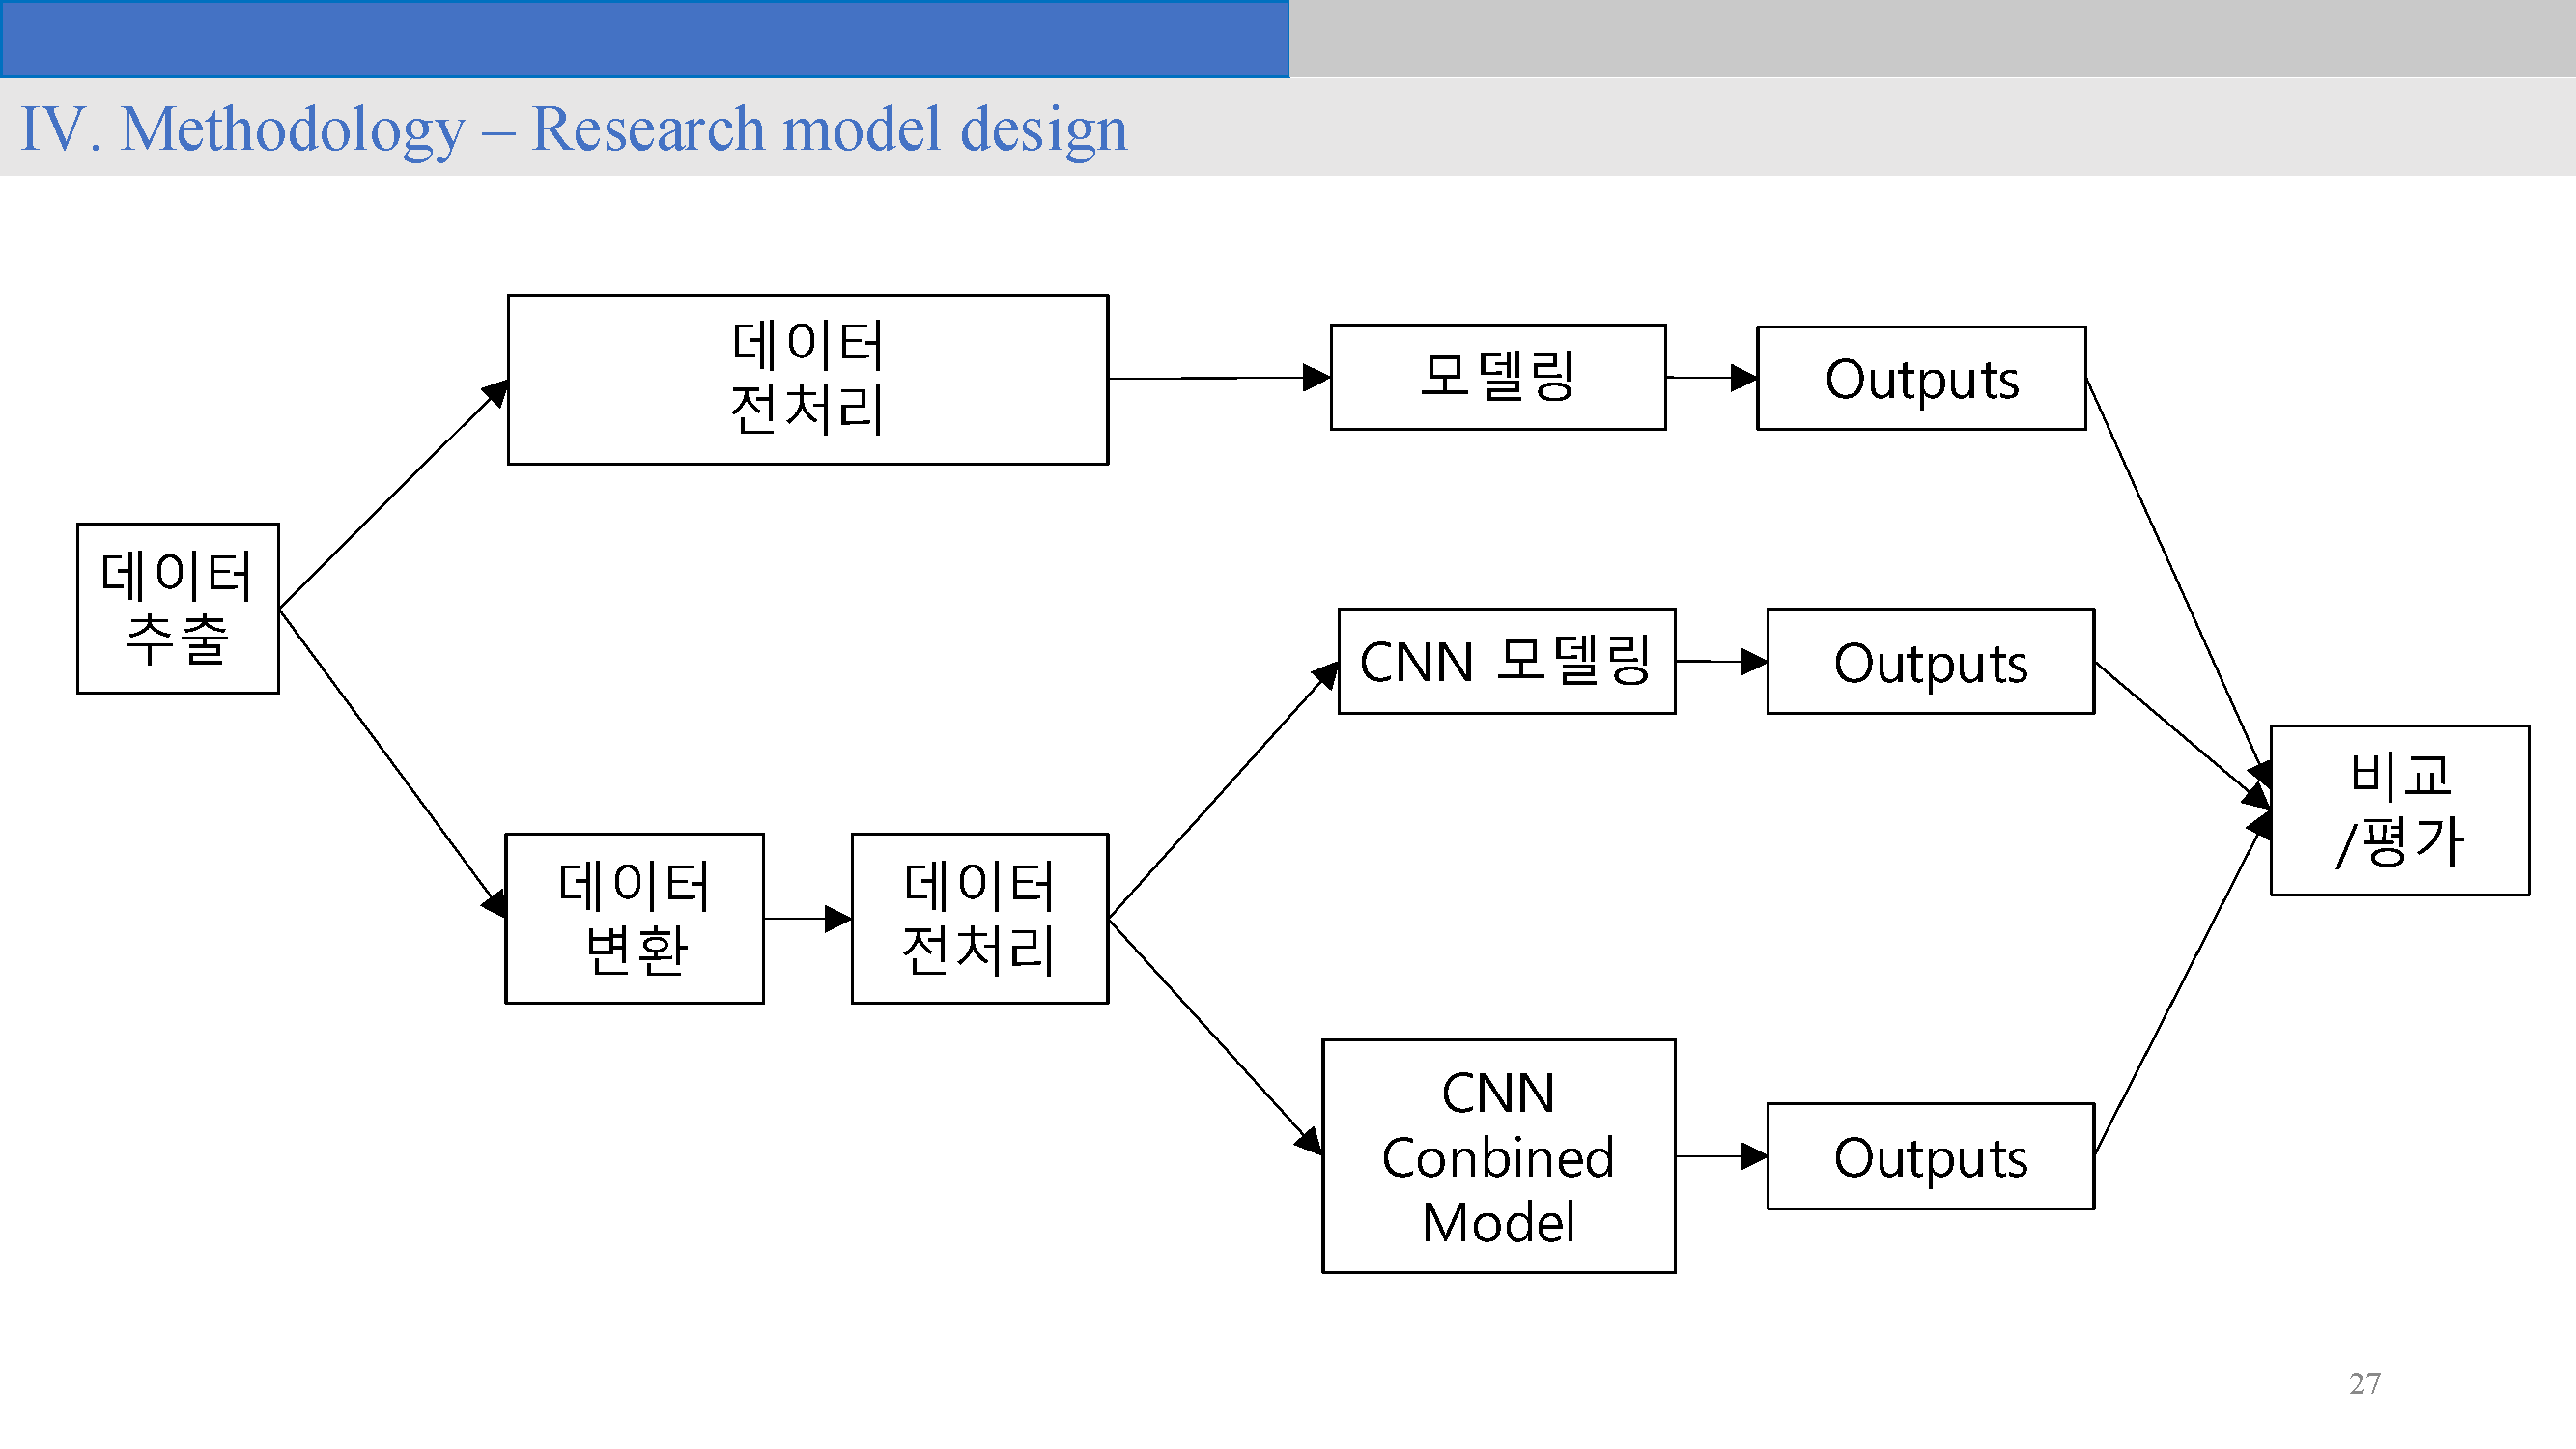 IV. Methodology – Research model design
데이터
전처리
모델링
Outputs
데이터
추출
CNN 모델링
Outputs
비교
/평가
데이터
변환
데이터
전처리
CNN
Conbined
Model
Outputs
27